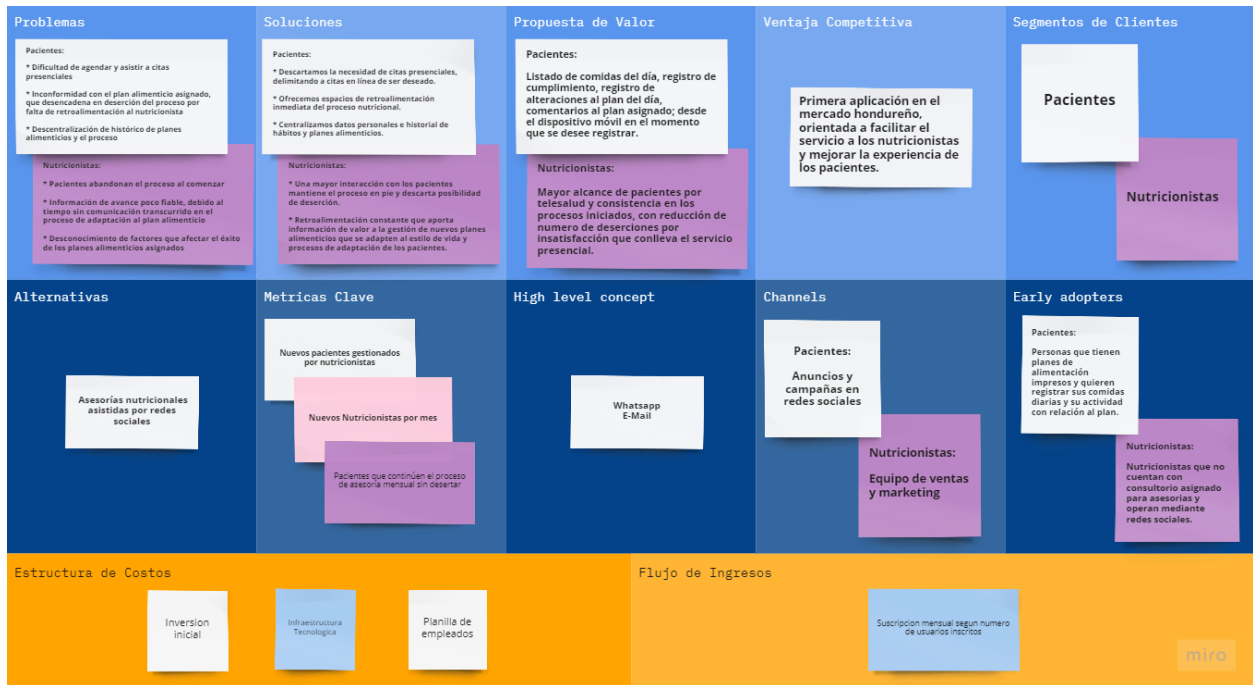 Problemas
Pacientes:
* Dificultad de agendar y asistir a citas
presenciales
* Inconformidad con el plan alimenticio asignado,
que desencadena en deserción del proceso por
falta de retroalimentación al nutricionista
* Descentralización de histórico de planes
alimenticios y el proceso
Nutricionistas:
* Pacientes abandonan el proceso al comenzar
* Información de avance poco fiable, debido al
tiempo sin comunicación transcurrido en el
proceso de adaptación al plan alimenticio
* Desconocimiento de factores que afectar el éxito
de los planes alimenticios asignados
Soluciones
Pacientes:
* Descartamos la necesidad de citas presenciales,
delimitando a citas en línea de ser deseado.
* Ofrecemos espacios de retroalimentación
inmediata del proceso nutricional.
* Centralizamos datos personales e historial de
hábitos y planes alimenticios.
Nutricionistas:
* Una mayor interacción con los pacientes
mantiene el proceso en pie y descarta posibilidad
de deserción.
* Retroalimentación constante que aporta
información de valor a la gestión de nuevos planes
alimenticios que se adapten al estilo de vida y
procesos de adaptación de los pacientes.
Propuesta de Valor
Pacientes:
Listado de comidas del día, registro de
cumplimiento, registro de
alteraciones al plan del día,
comentarios al plan asignado; desde
el dispositivo móvil en el momento
que se desee registrar.
Nutricionistas:
Mayor alcance de pacientes por
telesalud y consistencia en los
procesos iniciados, con reducción de
numero de deserciones por
insatisfacción que conlleva el servicio
presencial.
Ventaja Competitiva
Primera aplicación en el
mercado hondureño,
orientada a facilitar el
servicio a los nutricionistas
y mejorar la experiencia de
los pacientes.
Segmentos de Clientes
Pacientes
Nutricionistas
Alternativas
Asesorías nutricionales
asistidas por redes
sociales
Metricas Clave
Nuevos pacientes gestionados
por nutricionistas
Nuevos Nutricionistas por mes
Pacientes que continúen el proceso
de asesoría mensual sin desertar
High level concept
Whatsapp
E-Mail
Channels
Pacientes:
Anuncios y
campañas en
redes sociales
Nutricionistas:
Equipo de ventas
y marketing
Early adopters
Pacientes:
Personas que tienen
planes de
alimentación
impresos y quieren
registrar sus comidas
diarias y su actividad
con relación al plan.
Nutricionistas:
Nutricionistas que no
cuentan con
consultorio asignado
para asesorias y
operan mediante
redes sociales.
Estructura de Costos
Inversion
inicial
Infraestructura
Tecnologica
Planilla de
empleados
Flujo de Ingresos
Suscripcion mensual segun numero
de usuarios inscritos
miro